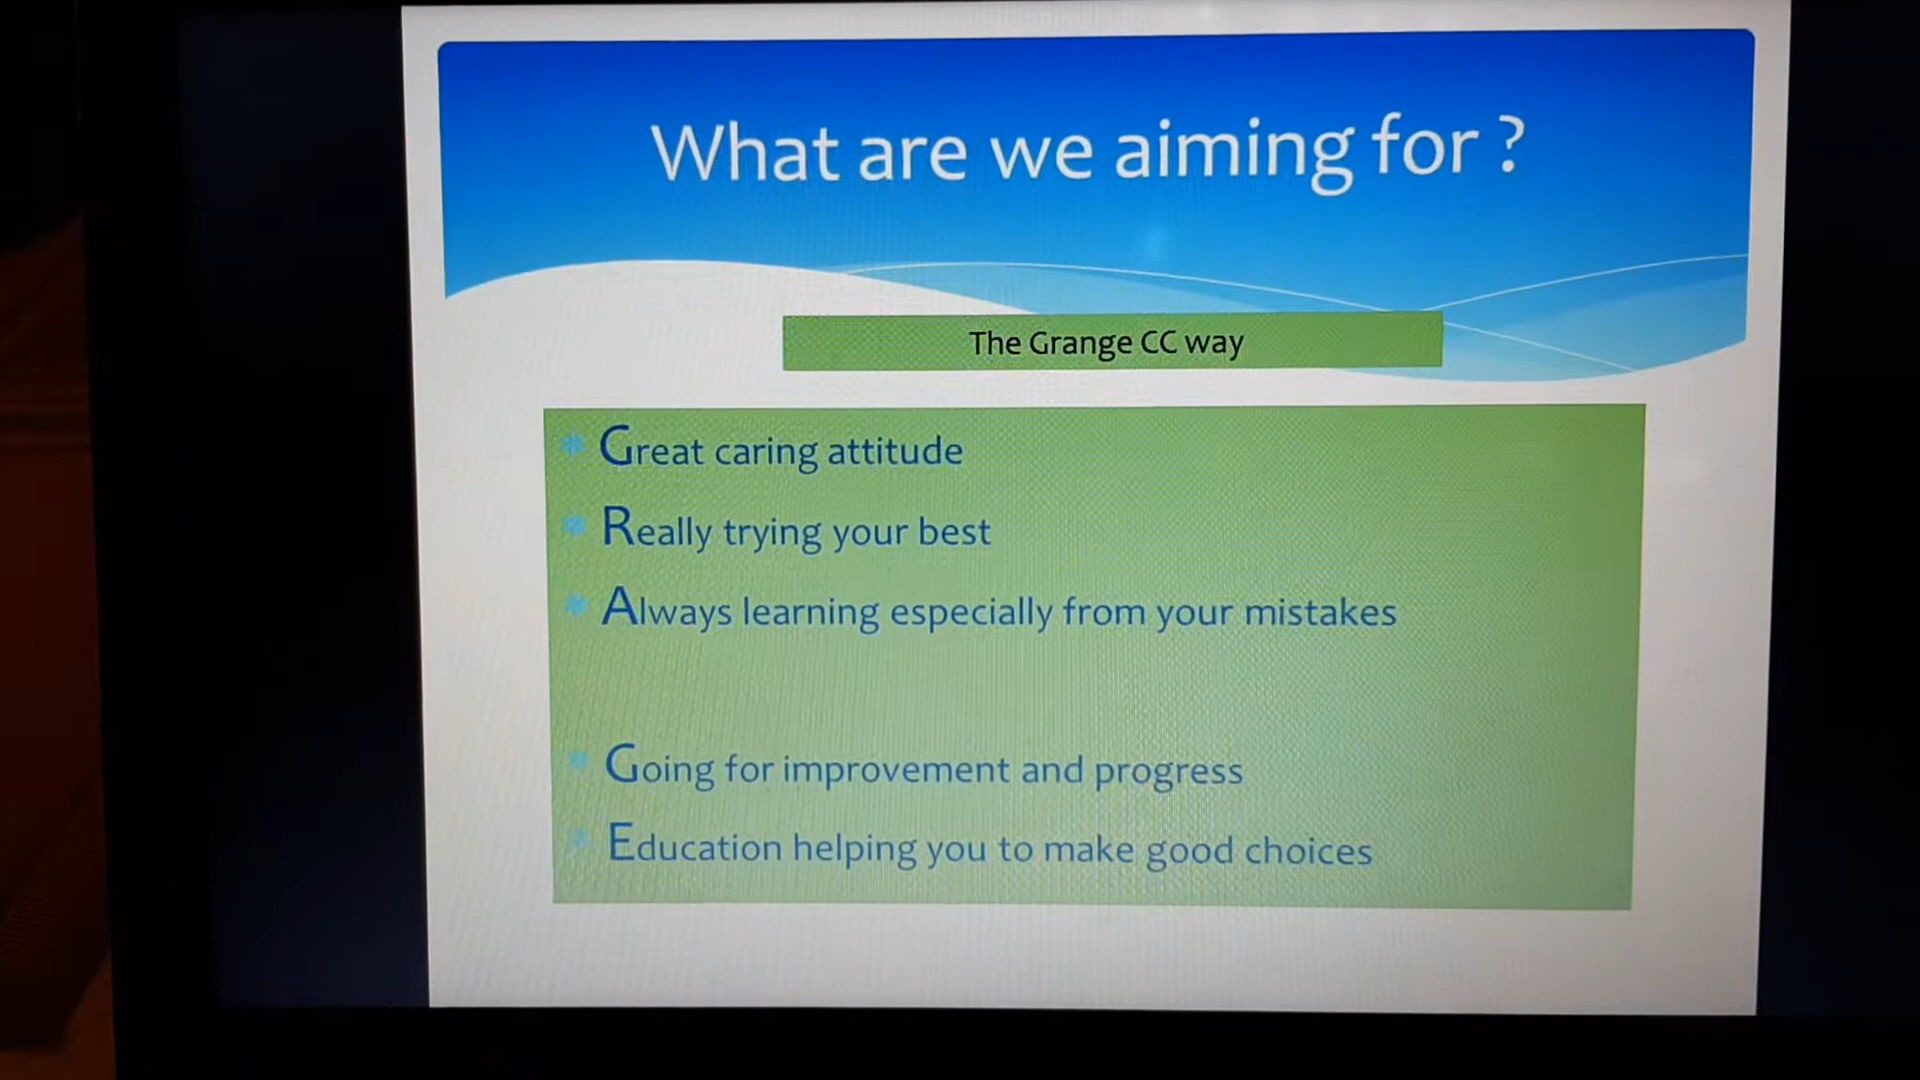 What are we aiming for ?
The Grange CC way
* Great caring attitude
* Really trying your best
* Always learning especially from your mistakes
* Going for improvement and progress
* Education helping you to make good choices